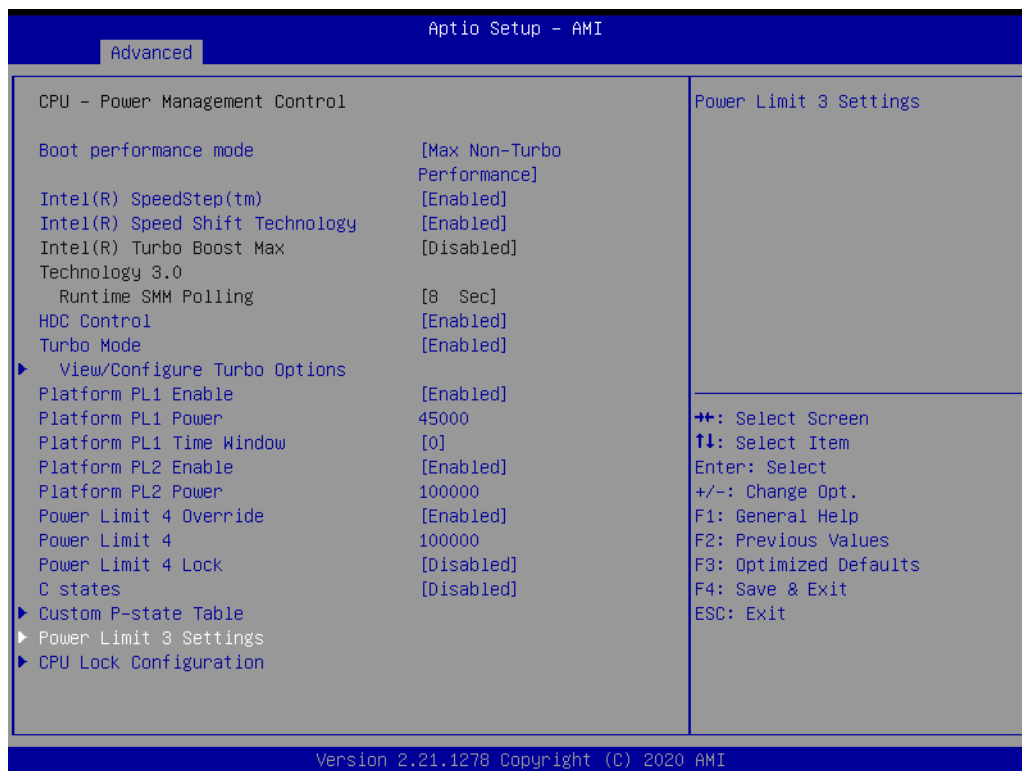 Aptio Setup – AMI
Advanced
CPU – Power Management Control
Boot performance mode [Max Non-Turbo
Performance]
Intel(R) SpeedStep(tm) [Enabled]
Intel(R) Speed Shift Technology [Enabled]
Intel(R) Turbo Boost Max [Disabled]
Technology 3.0
Runtime SMM Polling [8 Sec]
HDC Control [Enabled]
Turbo Mode [Enabled]
View/Configure Turbo Options
Platform PL1 Enable [Enabled]
Platform PL1 Power 45000
Platform PL1 Time Window [0]
Platform PL2 Enable [Enabled]
Platform PL2 Power 100000
Power Limit 4 Override [Enabled]
Power Limit 4 100000
Power Limit 4 Lock [Disabled]
C states [Disabled]
Custom P-state Table
Power Limit 3 Settings
CPU Lock Configuration
Power Limit 3 Settings
→←: Select Screen
↑↓: Select Item
Enter: Select
+/-: Change Opt.
F1: General Help
F2: Previous Values
F3: Optimized Defaults
F4: Save & Exit
ESC: Exit
Version 2.21.1278 Copyright (C) 2020 AMI